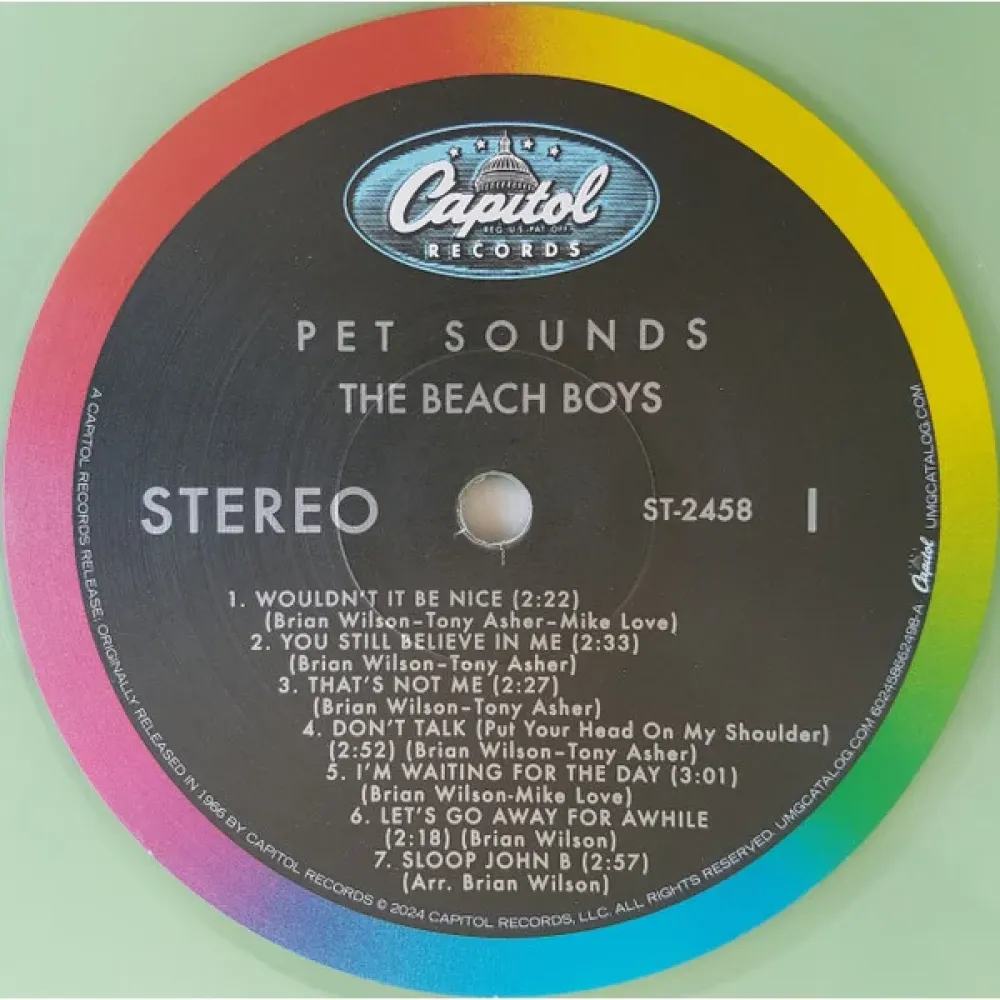 Capitol
REG. U.S. PAT. OFF.
RECORDS
PET SOUNDS
THE BEACH BOYS
STEREO
ST-2458 1
1. WOULDN'T IT BE NICE (2:22)
(Brian Wilson-Tony Asher-Mike Love)
2. YOU STILL BELIEVE IN ME (2:33)
(Brian Wilson-Tony Asher)
3. THAT'S NOT ME (2:27)
(Brian Wilson-Tony Asher)
4. DON'T TALK (Put Your Head On My Shoulder)
(2:52) (Brian Wilson-Tony Asher)
5. I'M WAITING FOR THE DAY (3:01)
(Brian Wilson-Mike Love)
6. LET'S GO AWAY FOR AWHILE
(2:18) (Brian Wilson)
7. SLOOP JOHN B (2:57)
(Arr. Brian Wilson)
A CAPITOL RECORDS RELEASE; ORIGINALLY RELEASED IN 1966 BY CAPITOL RECORDS © 2024 CAPITOL RECORDS, LLC. ALL RIGHTS RESERVED. UMGCATALOG.COM 602458662498-A Capitol UMGCATALOG.COM